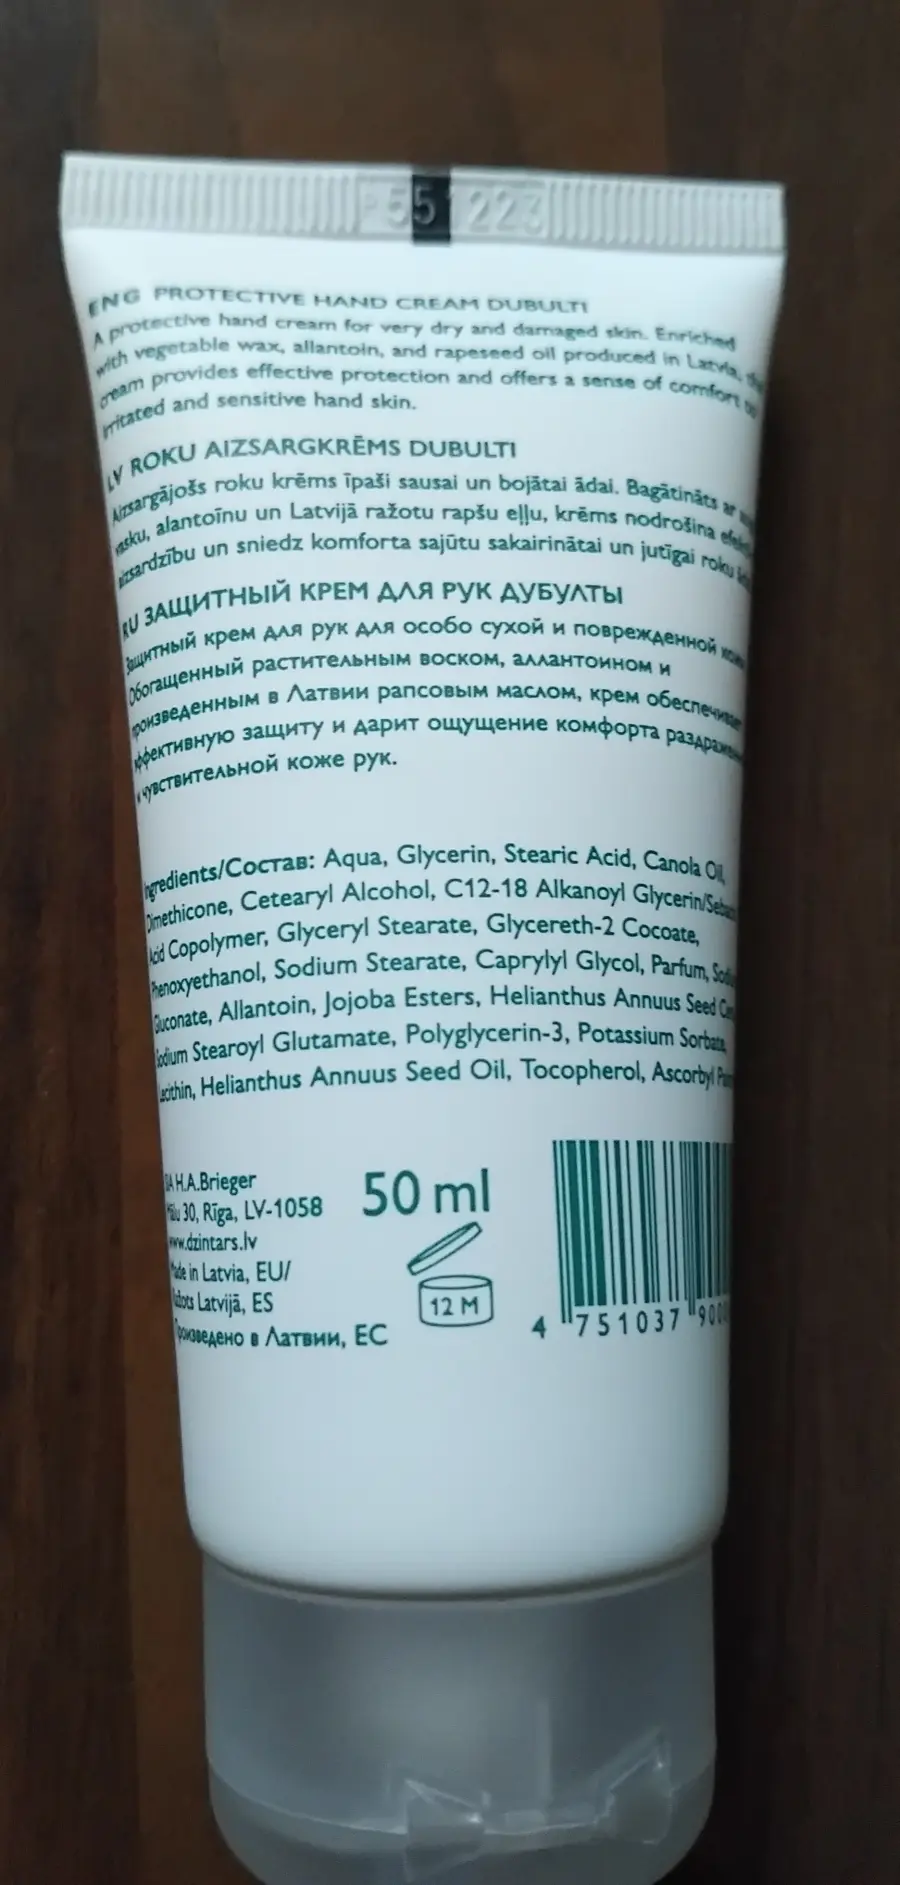 55 1223
ENG PROTECTIVE HAND CREAM DUBULTI
A protective hand cream for very dry and damaged skin. Enriched
with vegetable wax, allantoin, and rapeseed oil produced in Latvia,
cream provides effective protection and offers a sense of comfort
irritated and sensitive hand skin.
LV ROKU AIZSARGKRĒMS DUBULTI
Aizsargājošs roku krēms īpaši sausai un bojātai ādai. Bagātināts ar
vasku, alantoīnu un Latvijā ražotu rapšu eļļu, krēms nodrošina
aizsardzību un sniedz komforta sajūtu sakairinātai un jutīgai roku
RU ЗАЩИТНЫЙ КРЕМ ДЛЯ РУК ДУБУЛТЫ
Защитный крем для рук для особо сухой и поврежденной
Обогащенный растительным воском, аллантоином и
произведенным в Латвии рапсовым маслом, крем обеспечивает
эффективную защиту и дарит ощущение комфорта
и чувствительной коже рук.
Ingredients/Состав: Aqua, Glycerin, Stearic Acid, Canola Oil,
Dimethicone, Cetearyl Alcohol, C12-18 Alkanoyl Glycerin/
Acid Copolymer, Glyceryl Stearate, Glycereth-2 Cocoate,
Phenoxyethanol, Sodium Stearate, Caprylyl Glycol, Parfum,
Gluconate, Allantoin, Jojoba Esters, Helianthus Annuus Seed
Sodium Stearoyl Glutamate, Polyglycerin-3, Potassium Sorbate,
Lecithin, Helianthus Annuus Seed Oil, Tocopherol, Ascorbyl
H.A.Brieger
30, Rīga, LV-1058
www.dzintars.lv
Made in Latvia, EU/
Ražots Latvijā, ES
Произведено в Латвии, ЕС
50 ml
12 M
4 751037 900